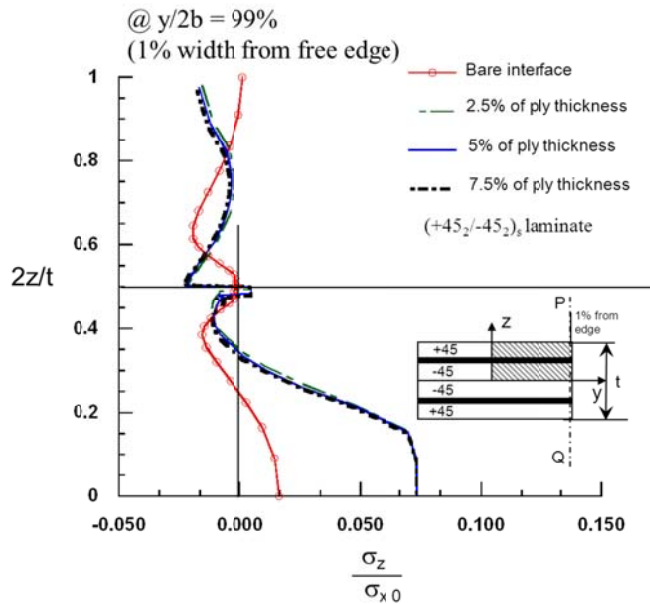 @ y/2b = 99%
(1% width from free edge)
Bare interface
2.5% of ply thickness
5% of ply thickness
7.5% of ply thickness
(+45₂/-45₂)ₛ laminate
2z/t
1
0.8
0.6
0.4
0.2
0
-0.050
0.000
0.050
0.100
0.150
σz
σx0
P
1% from
edge
z
+45
-45
-45
+45
y
t
Q